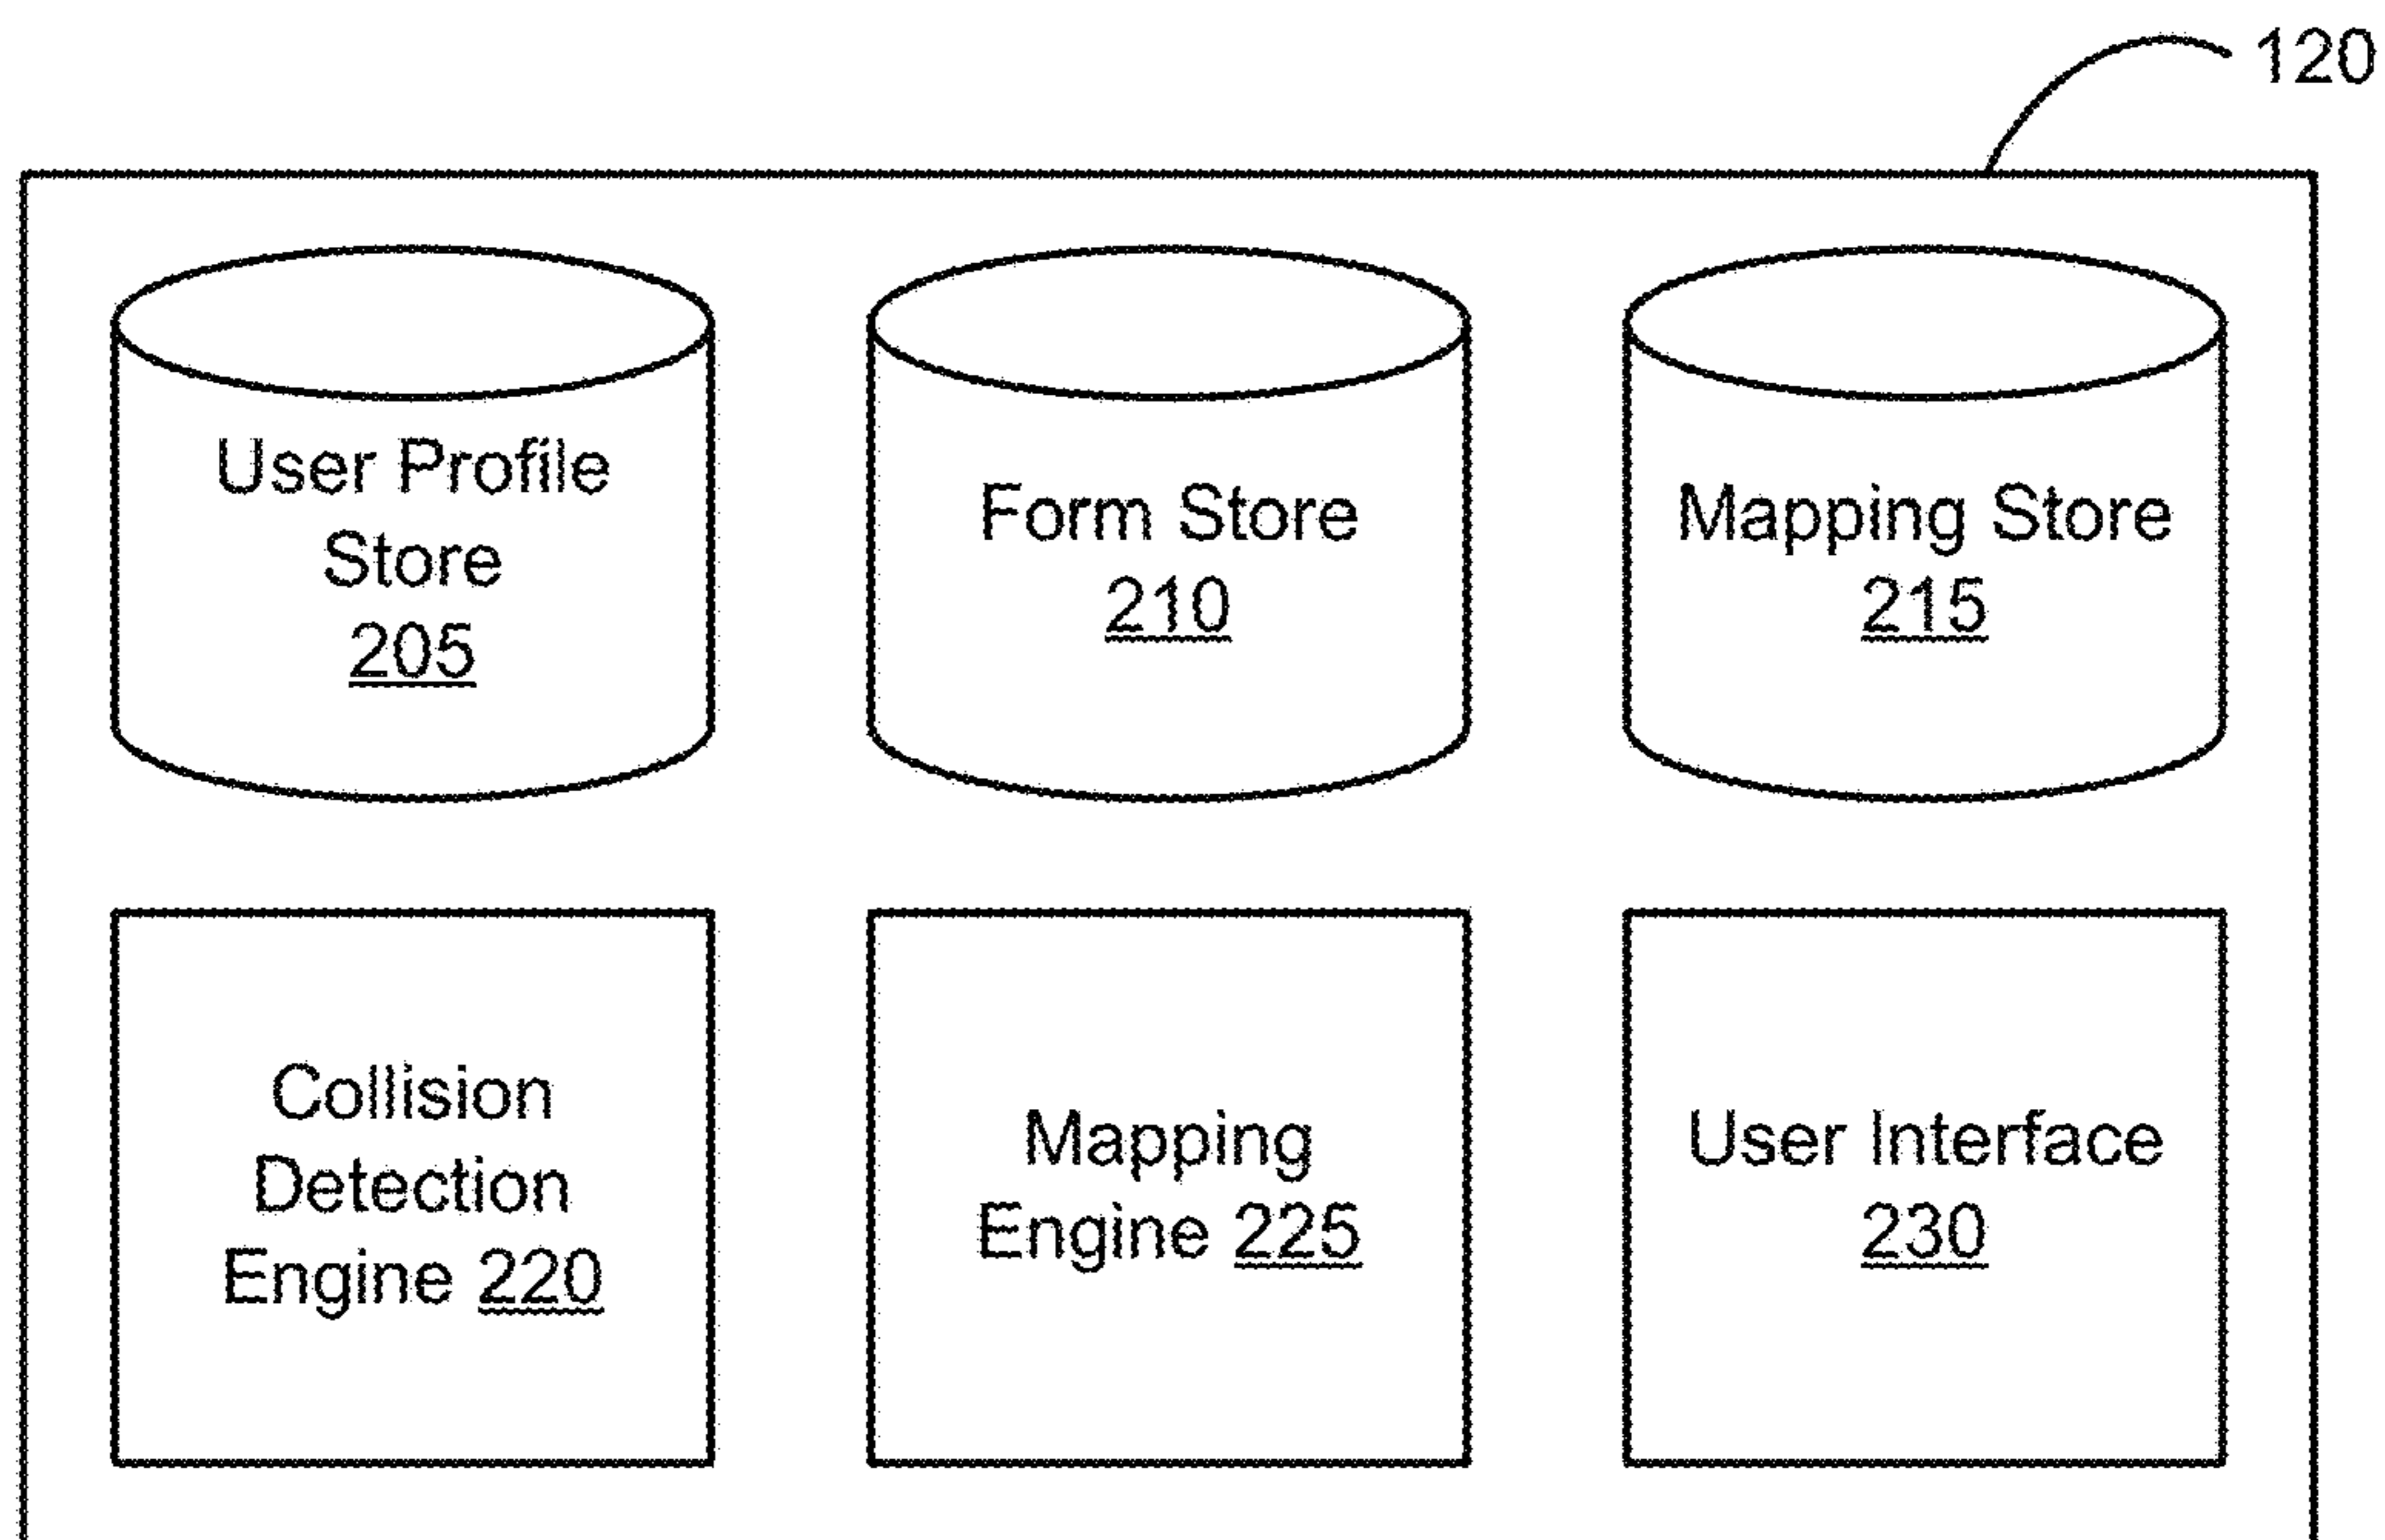 120
User Profile
Store
205
Form Store
210
Mapping Store
215
Collision
Detection
Engine 220
Mapping
Engine 225
User Interface
230